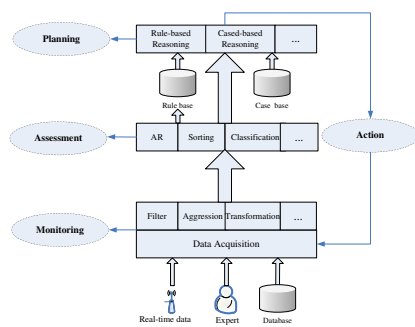 Planning
Rule-based
Reasoning
Cased-based
Reasoning
...
Rule base
Case base
Assessment
AR
Sorting
Classification
...
Action
Monitoring
Filter
Aggression
Transformation
...
Data Acquisition
Real-time data
Expert
Database